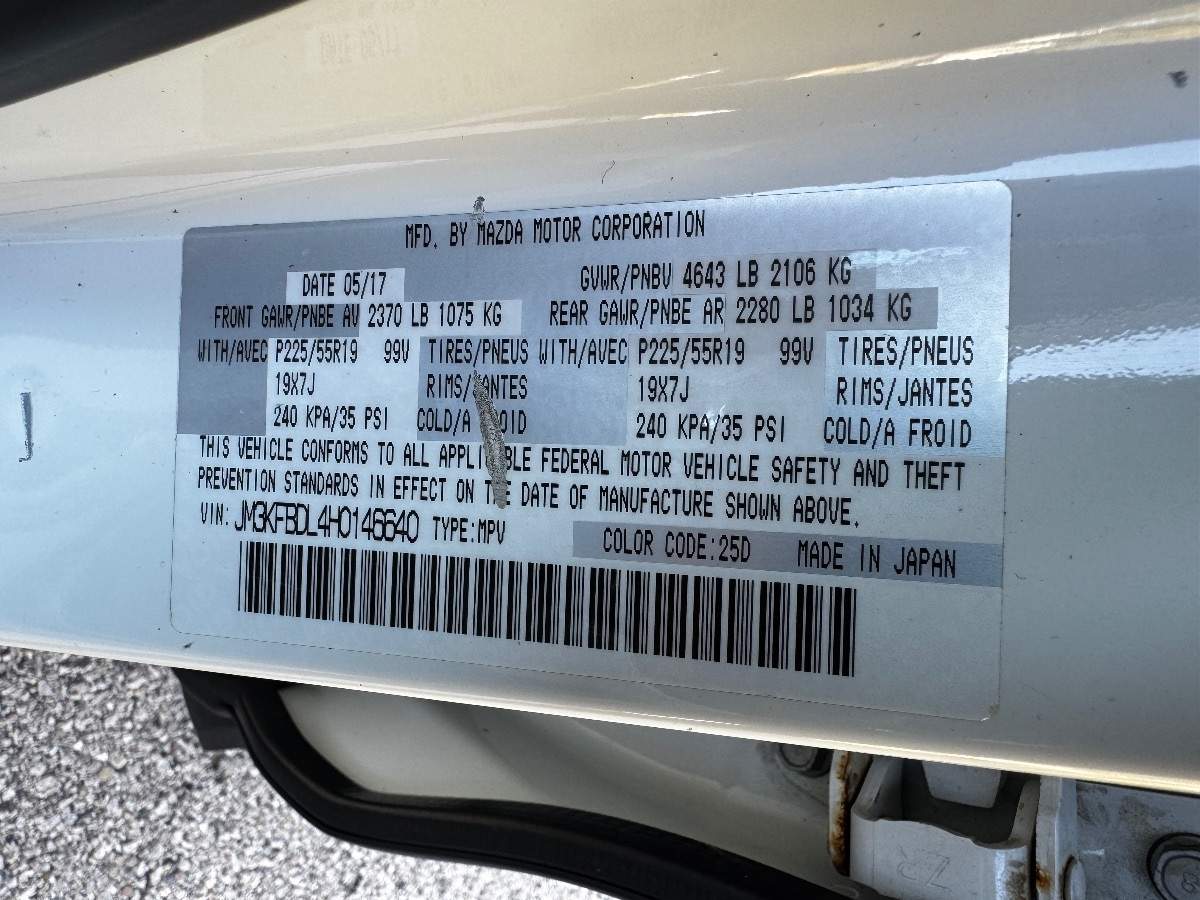 MFD. BY MAZDA MOTOR CORPORATION
DATE 05/17 GVWR/PNBV 4643 LB 2106 KG
FRONT GAWR/PNBE AV 2370 LB 1075 KG REAR GAWR/PNBE AR 2280 LB 1034 KG
WITH/AVEC P225/55R19 99V TIRES/PNEUS WITH/AVEC P225/55R19 99V TIRES/PNEUS
19X7J RIMS/JANTES 19X7J RIMS/JANTES
240 KPA/35 PSI COLD/A FROID 240 KPA/35 PSI COLD/A FROID
THIS VEHICLE CONFORMS TO ALL APPLICABLE FEDERAL MOTOR VEHICLE SAFETY AND THEFT
PREVENTION STANDARDS IN EFFECT ON THE DATE OF MANUFACTURE SHOWN ABOVE.
VIN: JM3KFBDL4H0146640 TYPE:MPV COLOR CODE:25D MADE IN JAPAN